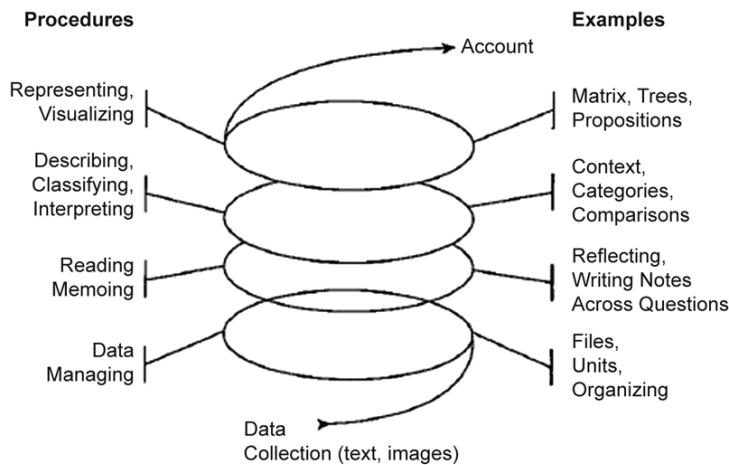 Procedures
Examples
Account
Representing,
Visualizing
Matrix, Trees,
Propositions
Describing,
Classifying,
Interpreting
Context,
Categories,
Comparisons
Reading
Memoing
Reflecting,
Writing Notes
Across Questions
Data
Managing
Files,
Units,
Organizing
Data
Collection (text, images)